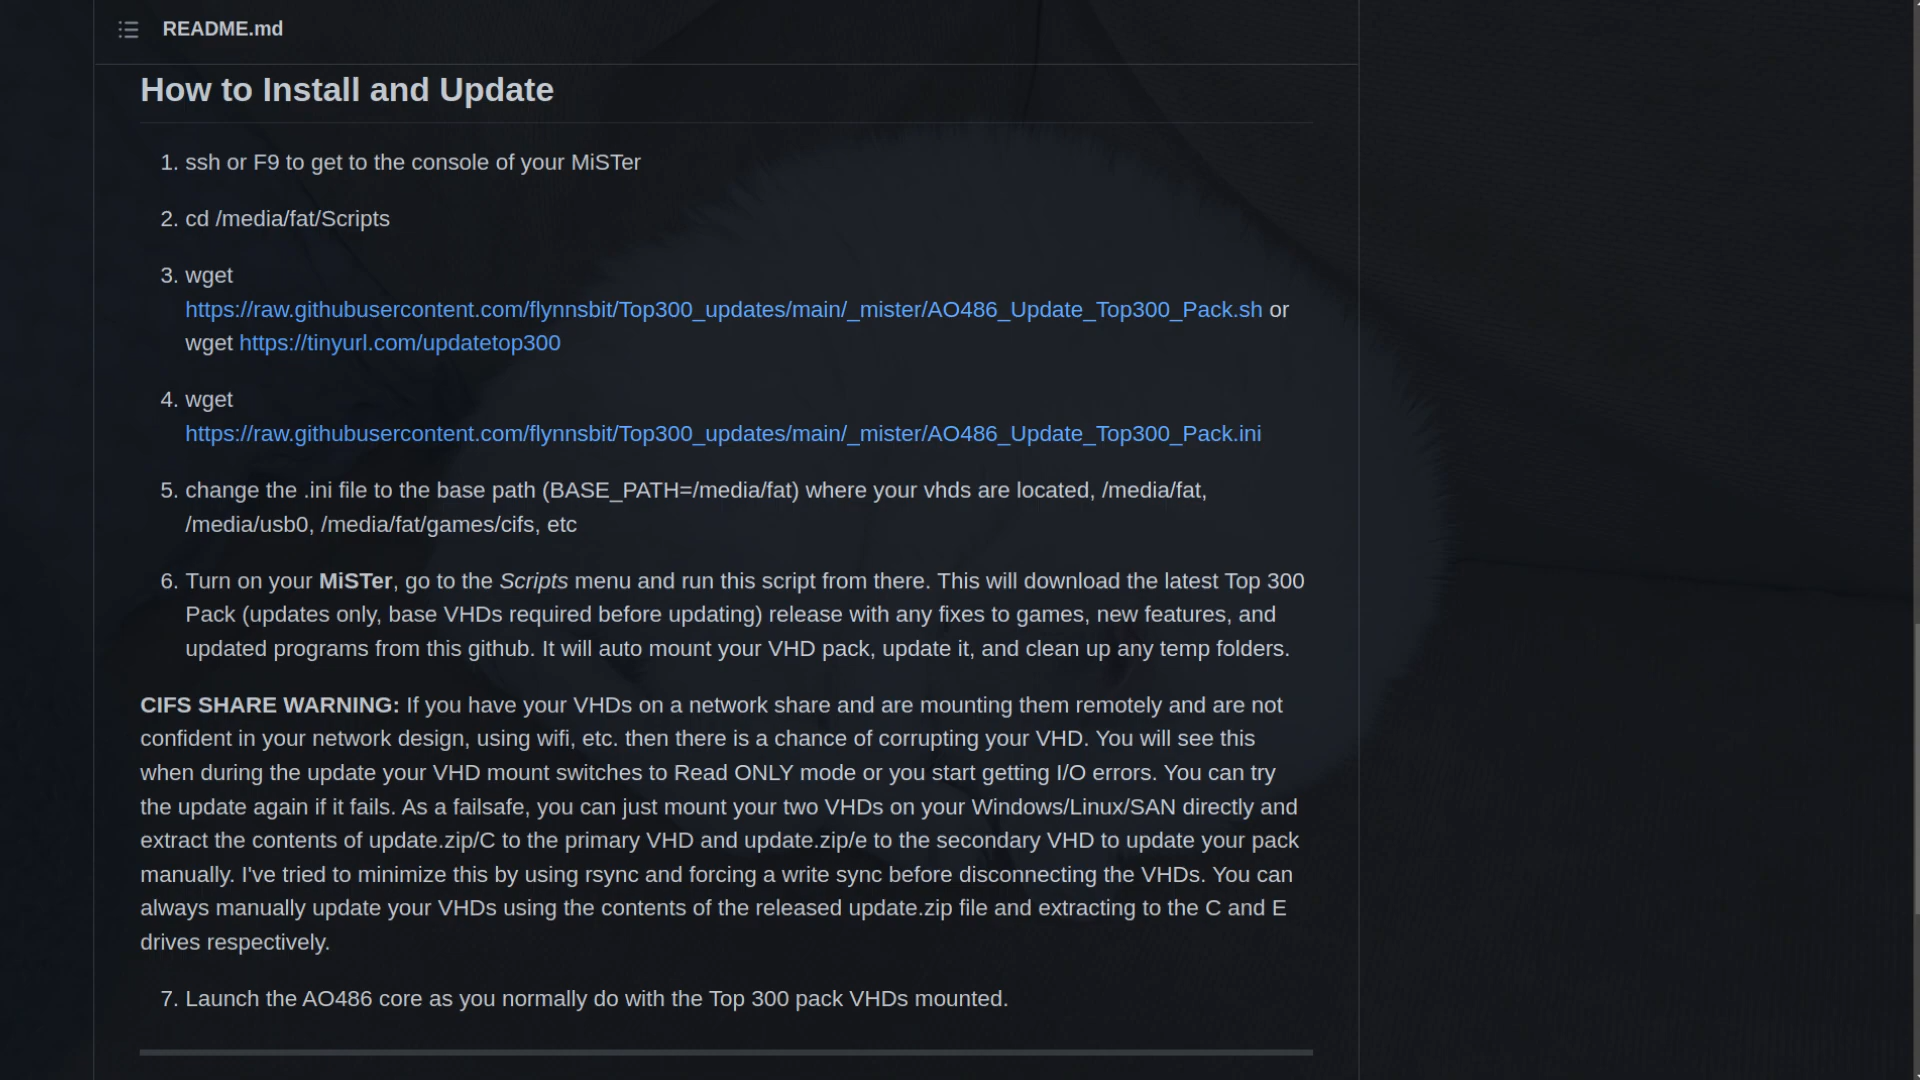 README.md
How to Install and Update
1. ssh or F9 to get to the console of your MiSTer
2. cd /media/fat/Scripts
3. wget
https://raw.githubusercontent.com/flynnsbit/Top300_updates/main/_mister/AO486_Update_Top300_Pack.sh or
wget https://tinyurl.com/updatetop300
4. wget
https://raw.githubusercontent.com/flynnsbit/Top300_updates/main/_mister/AO486_Update_Top300_Pack.ini
5. change the .ini file to the base path (BASE_PATH=/media/fat) where your vhds are located, /media/fat,
/media/usb0, /media/fat/games/cifs, etc
6. Turn on your MiSTer, go to the Scripts menu and run this script from there. This will download the latest Top 300
Pack (updates only, base VHDs required before updating) release with any fixes to games, new features, and
updated programs from this github. It will auto mount your VHD pack, update it, and clean up any temp folders.
CIFS SHARE WARNING: If you have your VHDs on a network share and are mounting them remotely and are not
confident in your network design, using wifi, etc. then there is a chance of corrupting your VHD. You will see this
when during the update your VHD mount switches to Read ONLY mode or you start getting I/O errors. You can try
the update again if it fails. As a failsafe, you can just mount your two VHDs on your Windows/Linux/SAN directly and
extract the contents of update.zip/C to the primary VHD and update.zip/e to the secondary VHD to update your pack
manually. I've tried to minimize this by using rsync and forcing a write sync before disconnecting the VHDs. You can
always manually update your VHDs using the contents of the released update.zip file and extracting to the C and E
drives respectively.
7. Launch the AO486 core as you normally do with the Top 300 pack VHDs mounted.